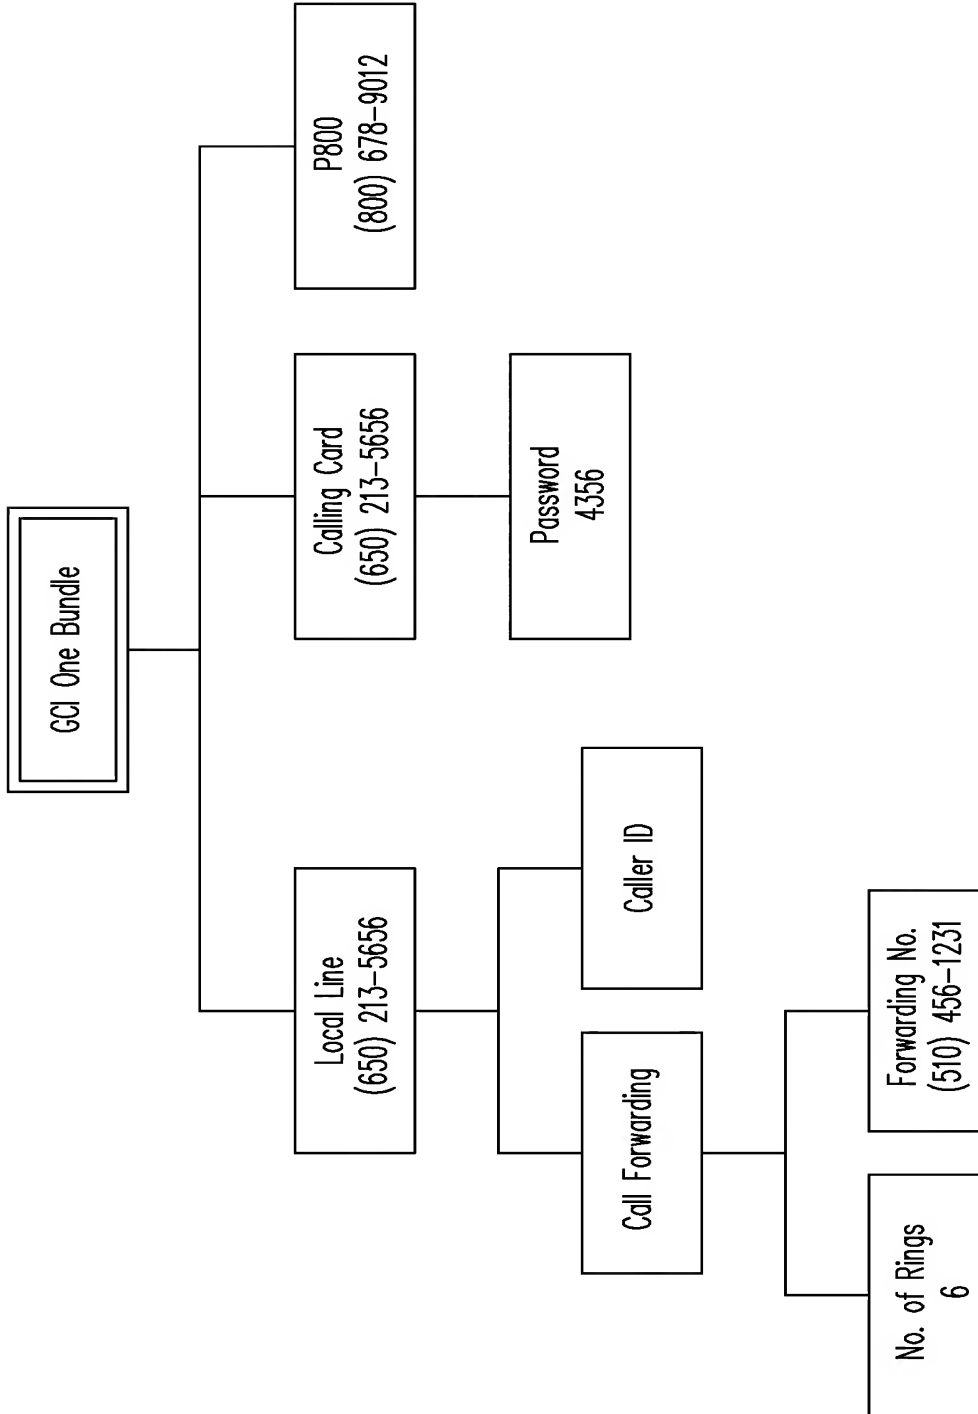 GCI One Bundle
Local Line
(650) 213-5656
Calling Card
(650) 213-5656
P800
(800) 678-9012
Call Forwarding
Caller ID
Password
4356
No. of Rings
6
Forwarding No.
(510) 456-1231